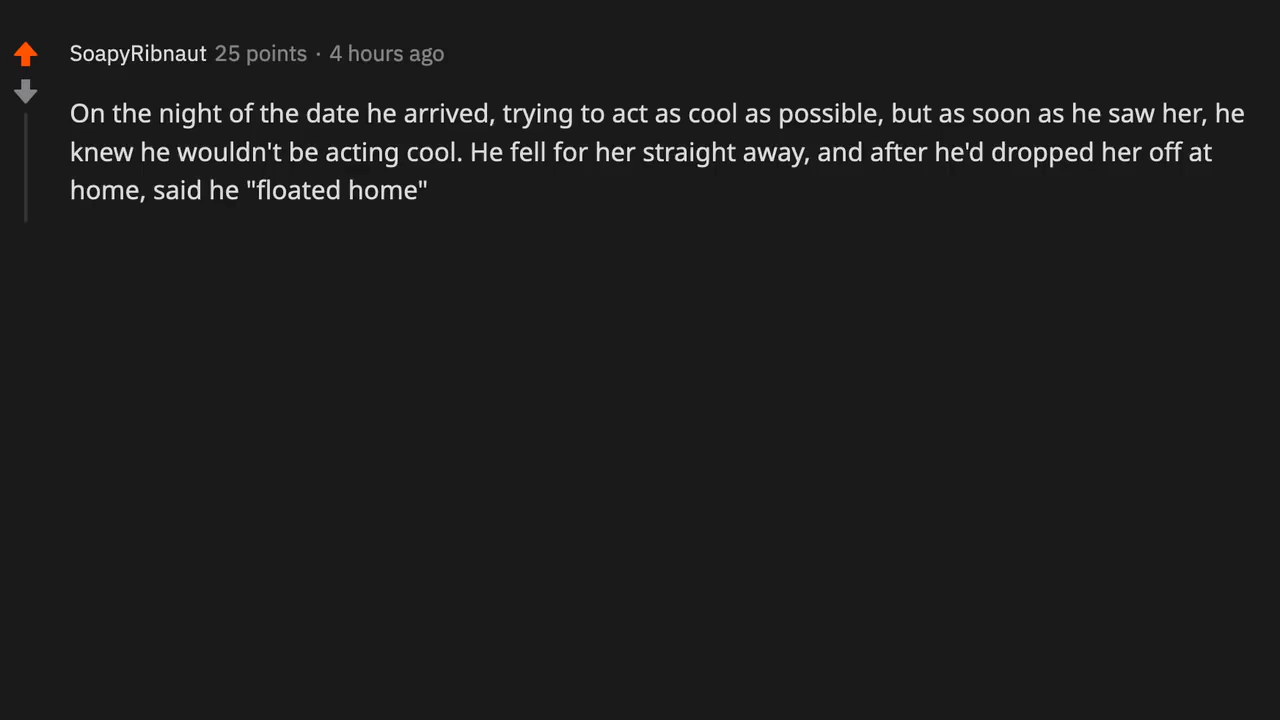 SoapyRibnaut 25 points · 4 hours ago
On the night of the date he arrived, trying to act as cool as possible, but as soon as he saw her, he
knew he wouldn't be acting cool. He fell for her straight away, and after he'd dropped her off at
home, said he "floated home"